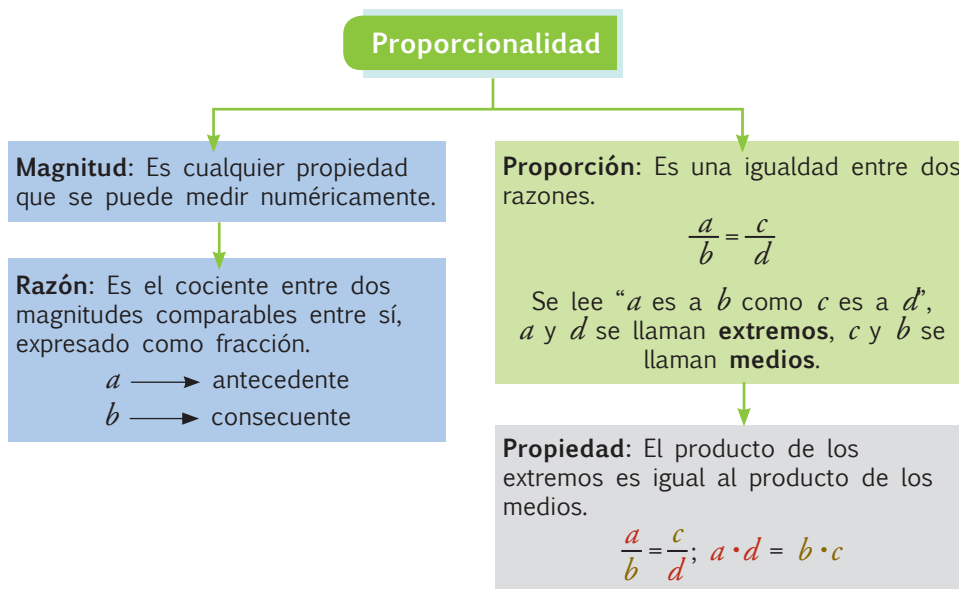 Proporcionalidad
Magnitud: Es cualquier propiedad
que se puede medir numéricamente.
Razón: Es el cociente entre dos
magnitudes comparables entre sí,
expresado como fracción.
a → antecedente
b → consecuente
Proporción: Es una igualdad entre dos
razones.
a/b = c/d
Se lee “a es a b como c es a d”,
a y d se llaman extremos, c y b se
llaman medios.
Propiedad: El producto de los
extremos es igual al producto de los
medios.
a/b = c/d; a · d = b · c